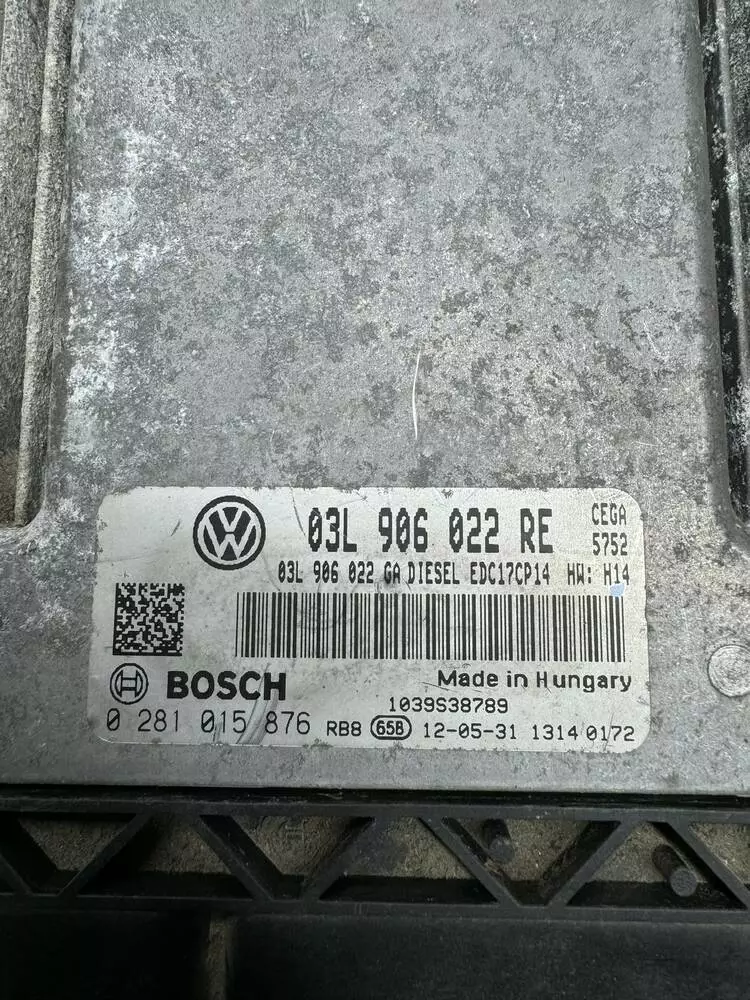 03L 906 022 RE CEGA
5752
03L 906 022 GA DIESEL EDC17CP14 HW: H14
BOSCH Made in Hungary
1039S38789
0 281 015 876 RB8 65B 12-05-31 1314 0172